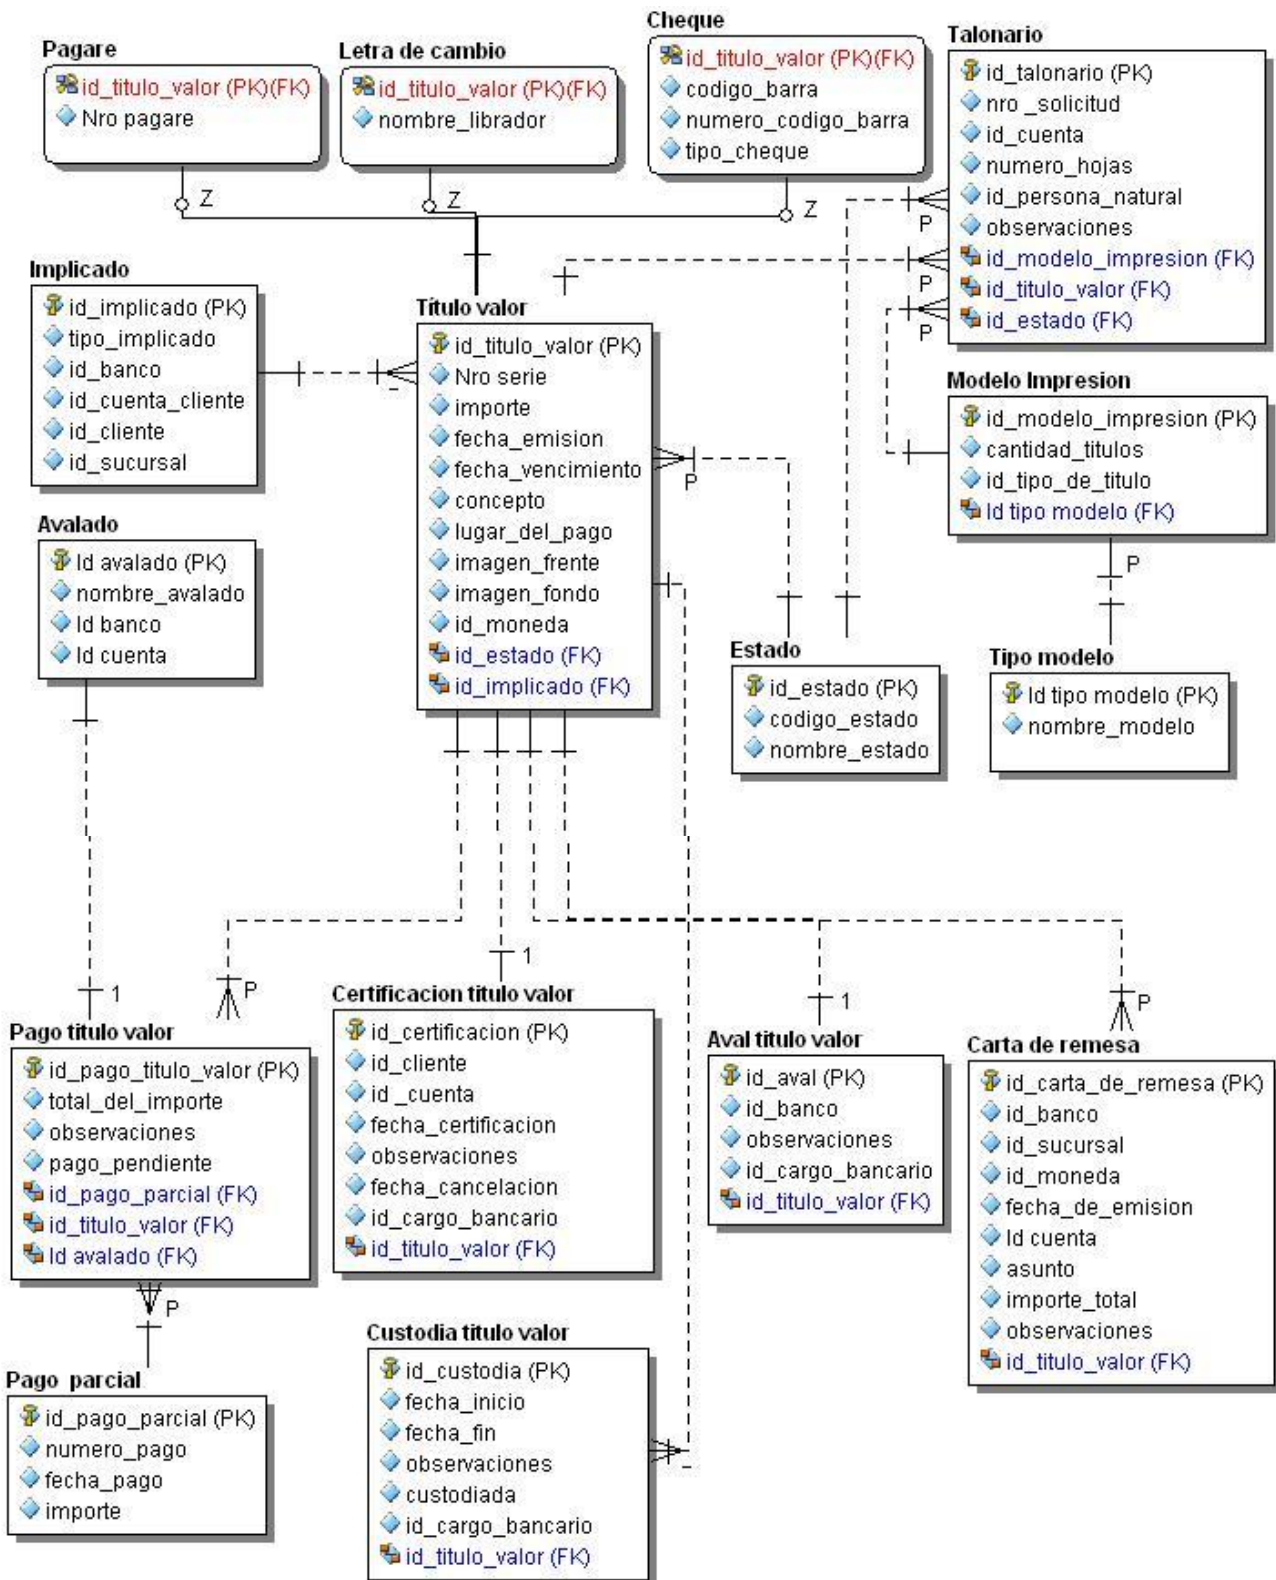 Pagare
id_titulo_valor (PK)(FK)
Nro pagare
Z
Letra de cambio
id_titulo_valor (PK)(FK)
nombre_librador
Z
Cheque
id_titulo_valor (PK)(FK)
codigo_barra
numero_codigo_barra
tipo_cheque
Z
Talonario
id_talonario (PK)
nro _solicitud
id_cuenta
numero_hojas
id_persona_natural
observaciones
id_modelo_impresion (FK)
id_titulo_valor (FK)
id_estado (FK)
P
P
P
Implicado
id_implicado (PK)
tipo_implicado
id_banco
id_cuenta_cliente
id_cliente
id_sucursal
Título valor
id_titulo_valor (PK)
Nro serie
importe
fecha_emision
fecha_vencimiento
concepto
lugar_del_pago
imagen_frente
imagen_fondo
id_moneda
id_estado (FK)
id_implicado (FK)
P
Modelo Impresion
id_modelo_impresion (PK)
cantidad_titulos
id_tipo_de_titulo
Id tipo modelo (FK)
P
Avalado
Id avalado (PK)
nombre_avalado
Id banco
Id cuenta
Estado
id_estado (PK)
codigo_estado
nombre_estado
Tipo modelo
Id tipo modelo (PK)
nombre_modelo
1
P
1
1
P
Pago titulo valor
id_pago_titulo_valor (PK)
total_del_importe
observaciones
pago_pendiente
id_pago_parcial (FK)
id_titulo_valor (FK)
Id avalado (FK)
P
Certificacion titulo valor
id_certificacion (PK)
id_cliente
id _cuenta
fecha_certificacion
observaciones
fecha_cancelacion
id_cargo_bancario
id_titulo_valor (FK)
Aval titulo valor
id_aval (PK)
id_banco
observaciones
id_cargo_bancario
id_titulo_valor (FK)
Carta de remesa
id_carta_de_remesa (PK)
id_banco
id_sucursal
id_moneda
fecha_de_emision
Id cuenta
asunto
importe_total
observaciones
id_titulo_valor (FK)
Pago  parcial
id_pago_parcial (PK)
numero_pago
fecha_pago
importe
Custodia titulo valor
id_custodia (PK)
fecha_inicio
fecha_fin
observaciones
custodiada
id_cargo_bancario
id_titulo_valor (FK)